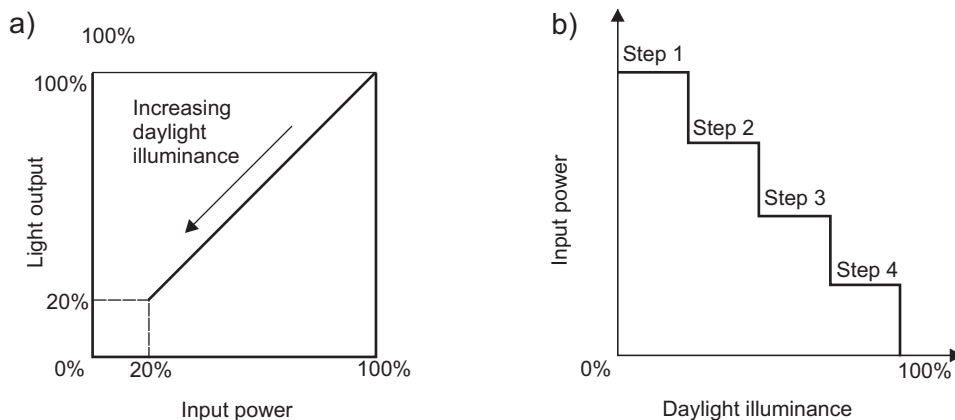 a)
100%
100%
Increasing
daylight
illuminance
Light output
20%
0%
20%
100%
Input power
b)
Step 1
Step 2
Step 3
Step 4
Input power
0%
100%
Daylight illuminance